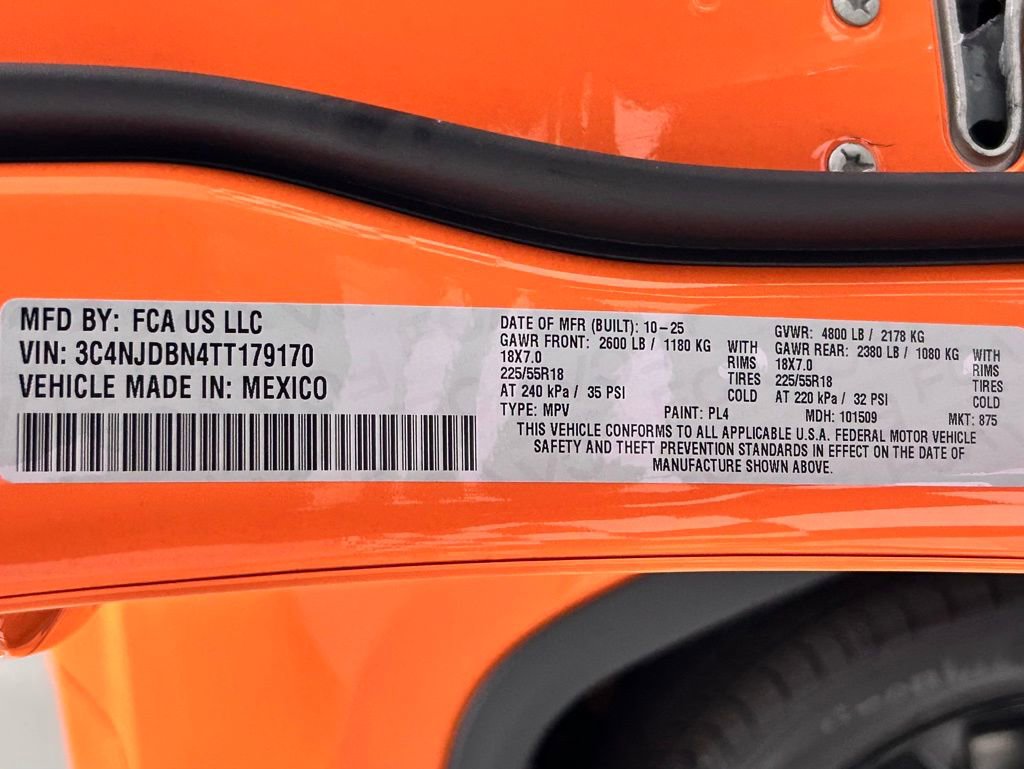 MFD BY: FCA US LLC
VIN: 3C4NJDBN4TT179170
VEHICLE MADE IN: MEXICO
DATE OF MFR (BUILT): 10-25
GAWR FRONT: 2600 LB / 1180 KG WITH
18X7.0 RIMS
225/55R18 TIRES
AT 240 kPa / 35 PSI COLD
GVWR: 4800 LB / 2178 KG
GAWR REAR: 2380 LB / 1080 KG WITH
18X7.0 RIMS
225/55R18 TIRES
AT 220 kPa / 32 PSI COLD
TYPE: MPV PAINT: PL4 MDH: 101509 MKT: 875
THIS VEHICLE CONFORMS TO ALL APPLICABLE U.S.A. FEDERAL MOTOR VEHICLE
SAFETY AND THEFT PREVENTION STANDARDS IN EFFECT ON THE DATE OF
MANUFACTURE SHOWN ABOVE.